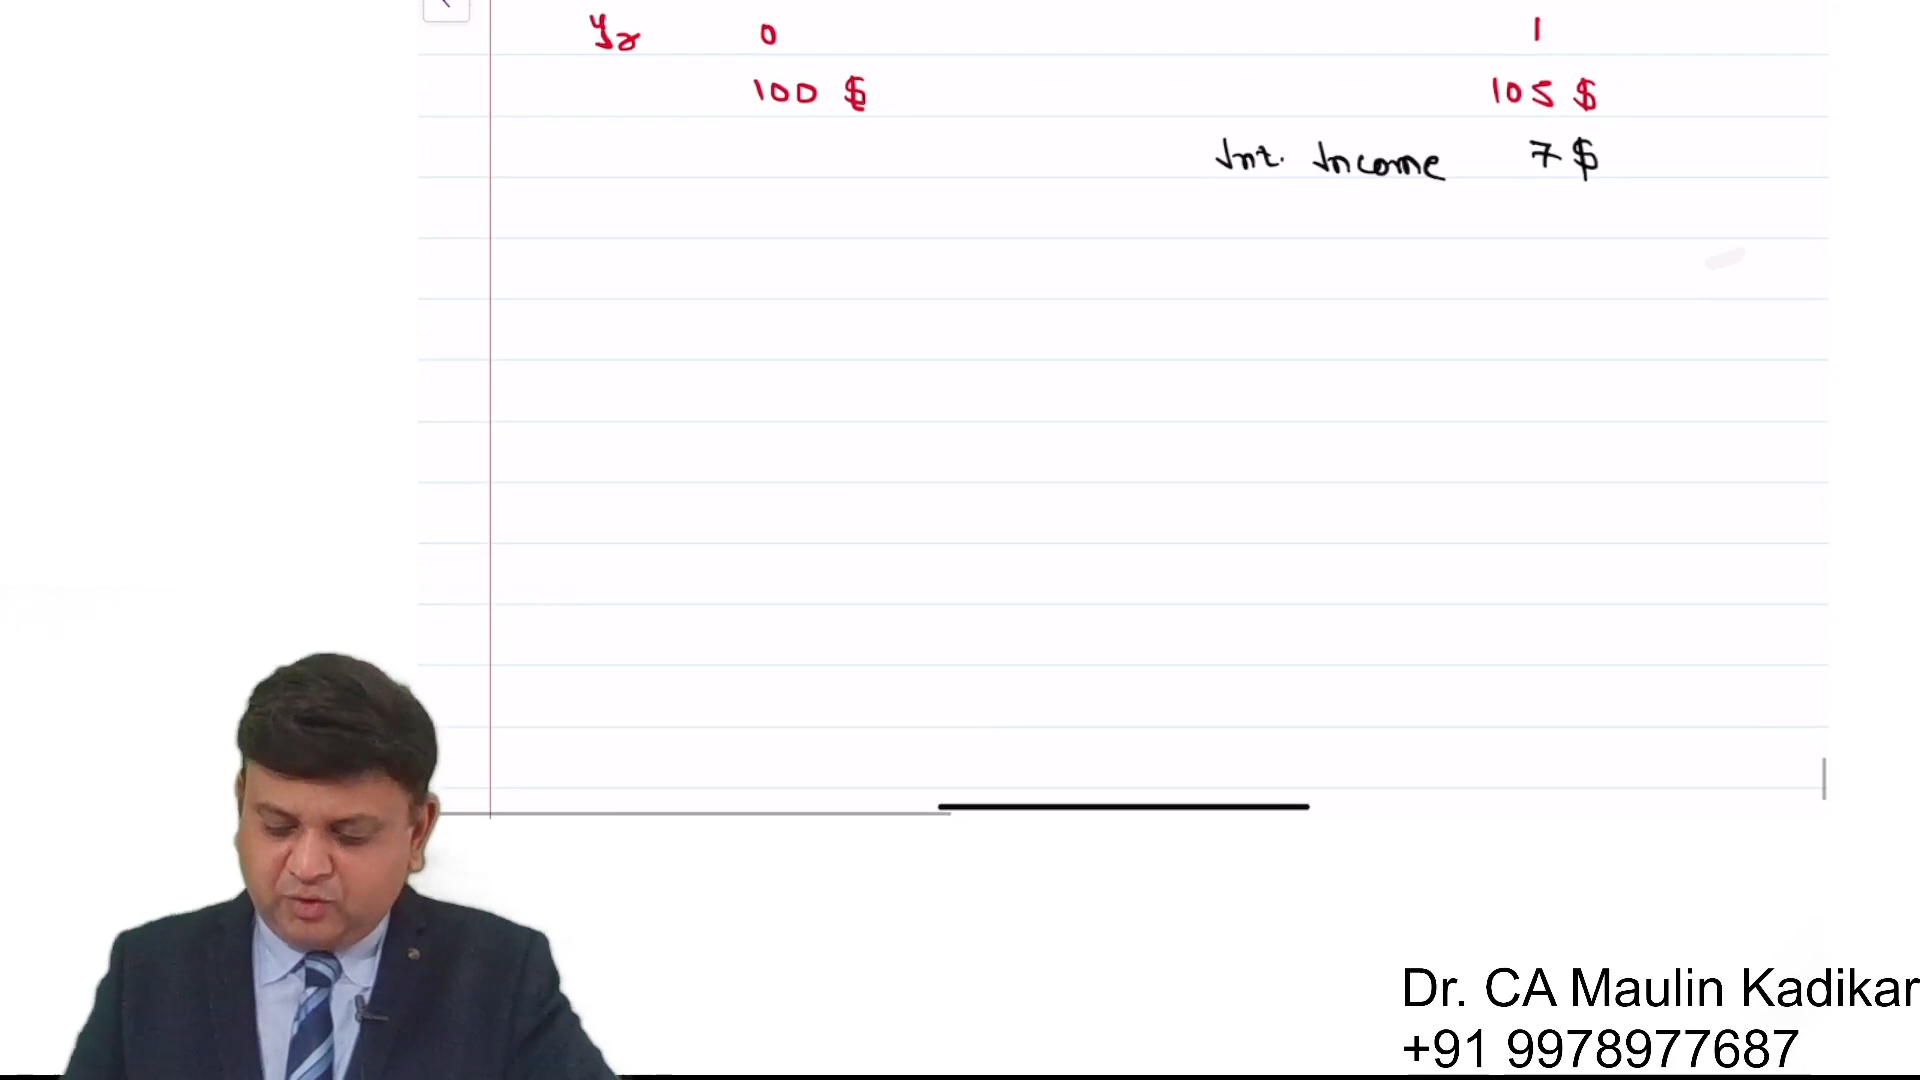 Yr 0 1
100 $ 105 $
Int. Income 7 $
Dr. CA Maulin Kadikar
+91 9978977687